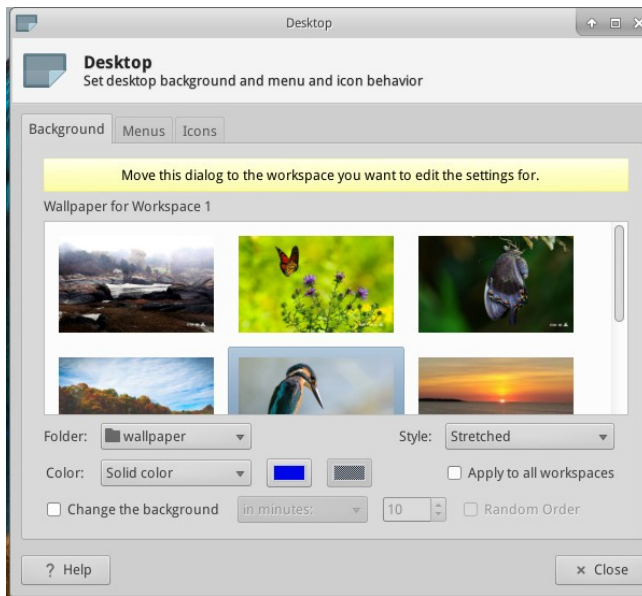 Desktop
Desktop
Set desktop background and menu and icon behavior
Background Menus Icons
Move this dialog to the workspace you want to edit the settings for.
Wallpaper for Workspace 1
Folder: wallpaper Style: Stretched
Color: Solid color Apply to all workspaces
Change the background in minutes: 10 Random Order
? Help × Close